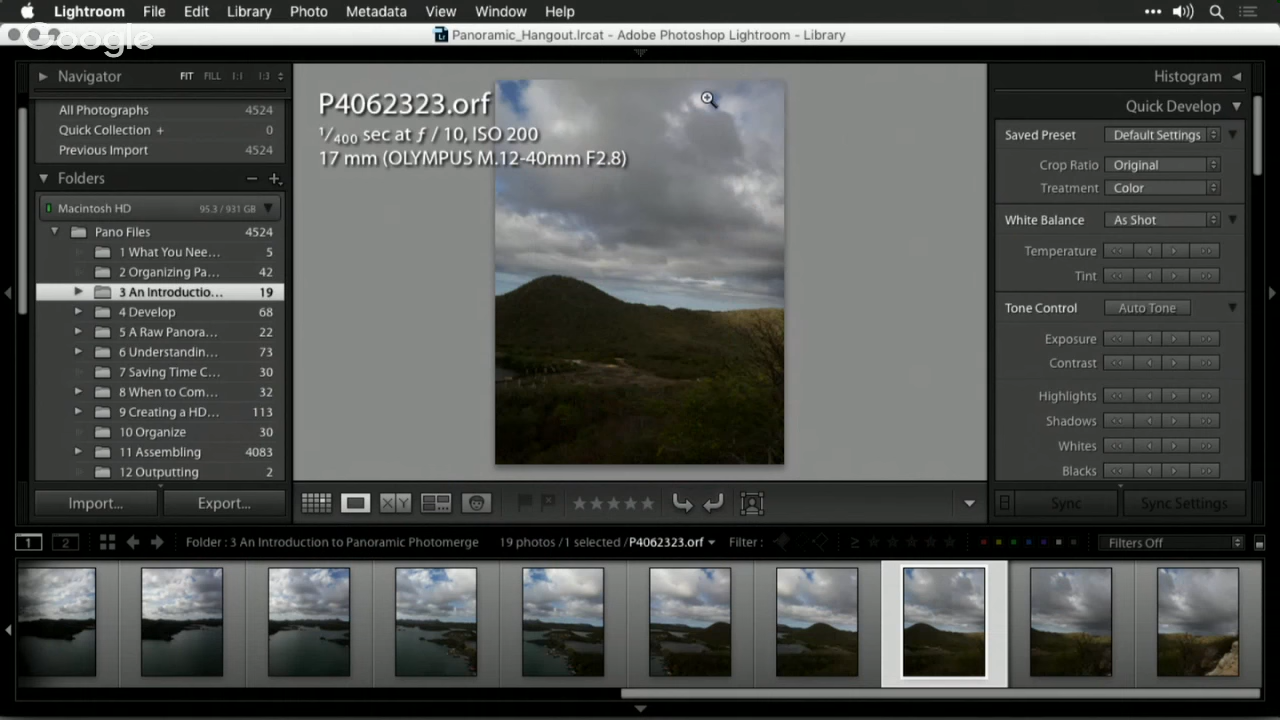 Lightroom File Edit Library Photo Metadata View Window Help
Google
Panoramic_Hangout.lrcat - Adobe Photoshop Lightroom - Library
Navigator FIT FILL 1:1 1:3
All Photographs 4524
Quick Collection + 0
Previous Import 4524
Folders
Macintosh HD 95.3 / 931 GB
Pano Files 4524
1 What You Nee... 5
2 Organizing Pa... 42
3 An Introductio... 19
4 Develop 68
5 A Raw Panora... 22
6 Understandin... 73
7 Saving Time C... 30
8 When to Com... 32
9 Creating a HD... 113
10 Organize 30
11 Assembling 4083
12 Outputting 2
Import... Export...
P4062323.orf
1/400 sec at ƒ / 10, ISO 200
17 mm (OLYMPUS M.12-40mm F2.8)
Histogram
Quick Develop
Saved Preset Default Settings
Crop Ratio Original
Treatment Color
White Balance As Shot
Temperature
Tint
Tone Control Auto Tone
Exposure
Contrast
Highlights
Shadows
Whites
Blacks
Sync Sync Settings
X Y
1 2 Folder : 3 An Introduction to Panoramic Photomerge 19 photos / 1 selected / P4062323.orf Filter : Filters Off